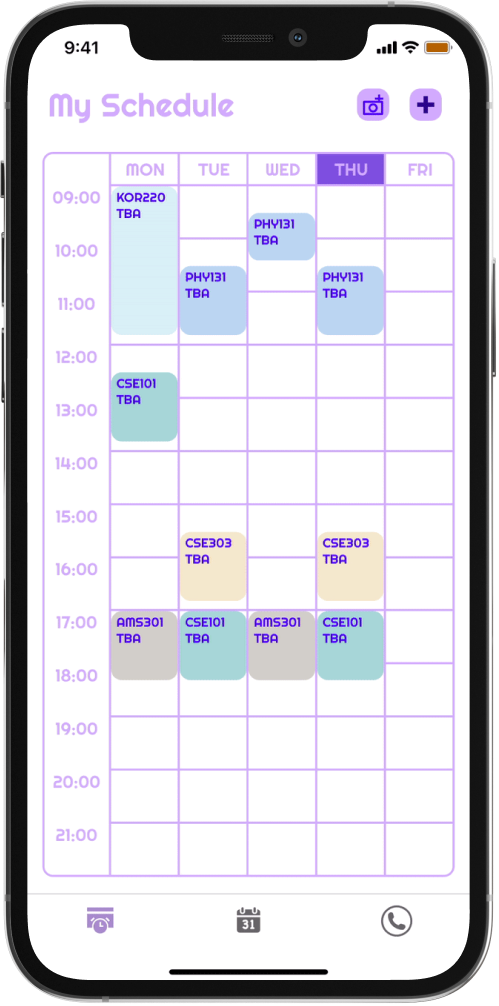 9:41
My Schedule
MON TUE WED THU FRI
09:00
KOR220
TBA
PHY131
TBA
10:00
PHY131
TBA
PHY131
TBA
11:00
12:00
CSE101
TBA
13:00
14:00
15:00
CSE303
TBA
CSE303
TBA
16:00
17:00
AMS301
TBA
CSE101
TBA
AMS301
TBA
CSE101
TBA
18:00
19:00
20:00
21:00
31